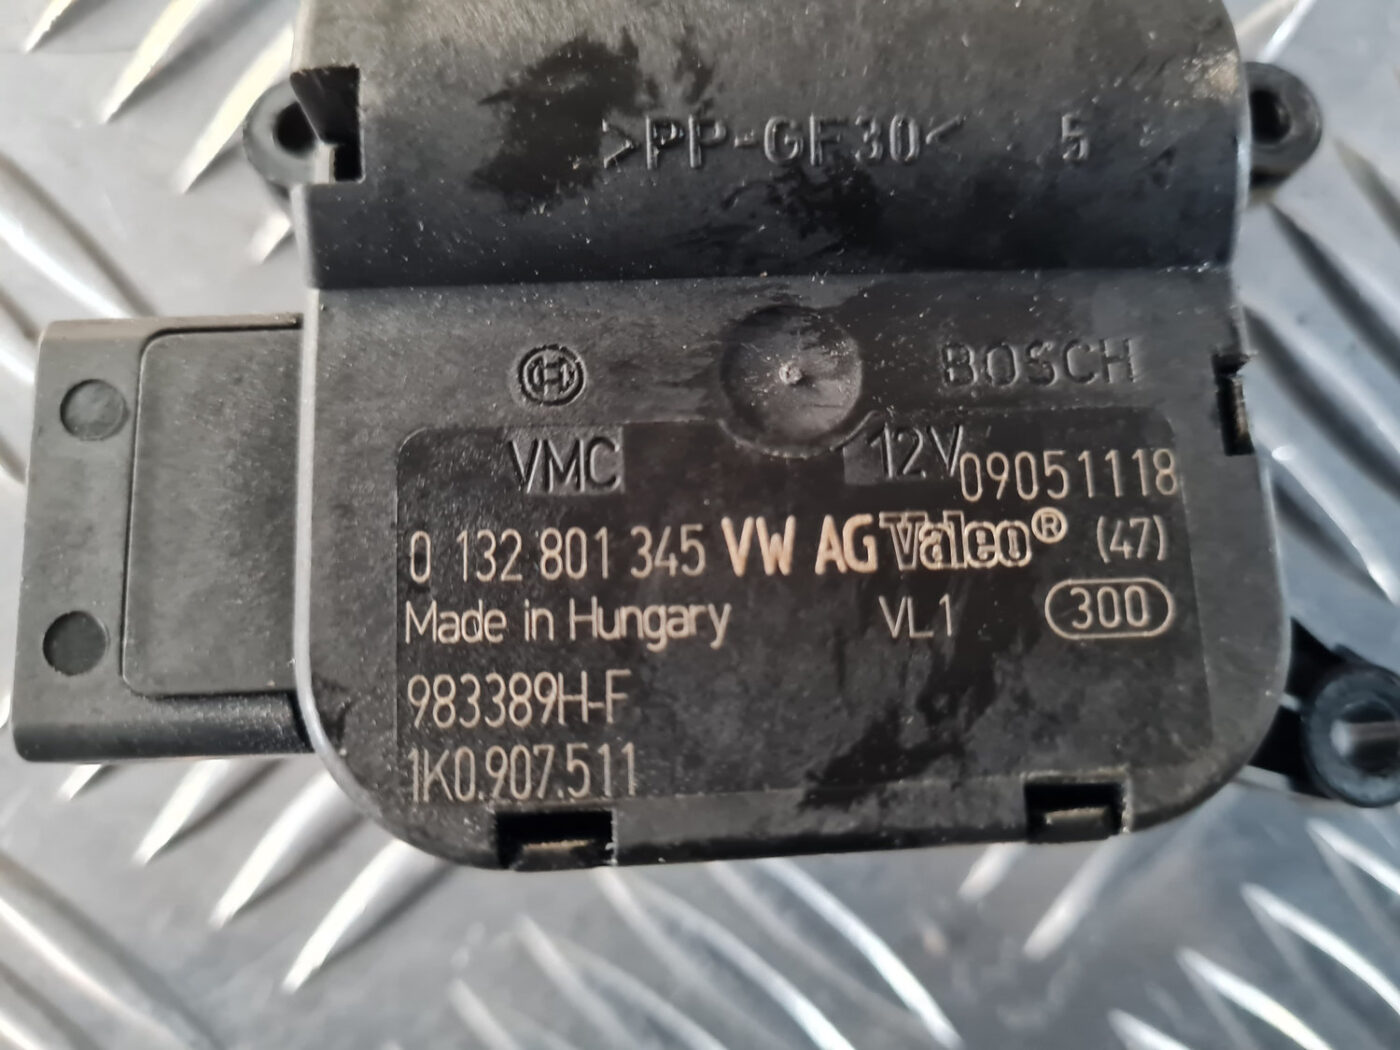 >PP-GF30< 5
BOSCH
VMC 12V 09051118
0 132 801 345 VW AG Valeo® (47)
Made in Hungary VL1 300
983389H-F
1K0.907.511